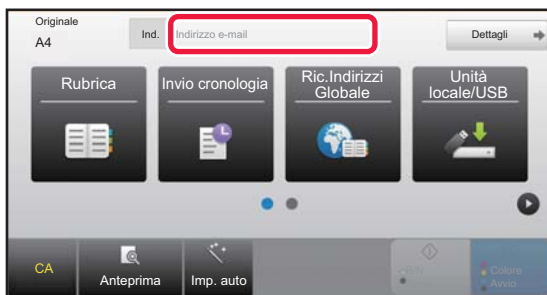 Originale
A4
Ind.
Indirizzo e-mail
Dettagli
Rubrica
Invio cronologia
Ric.Indirizzi
Globale
Unità
locale/USB
CA
Anteprima
Imp. auto
B/N
Colore
Avvio